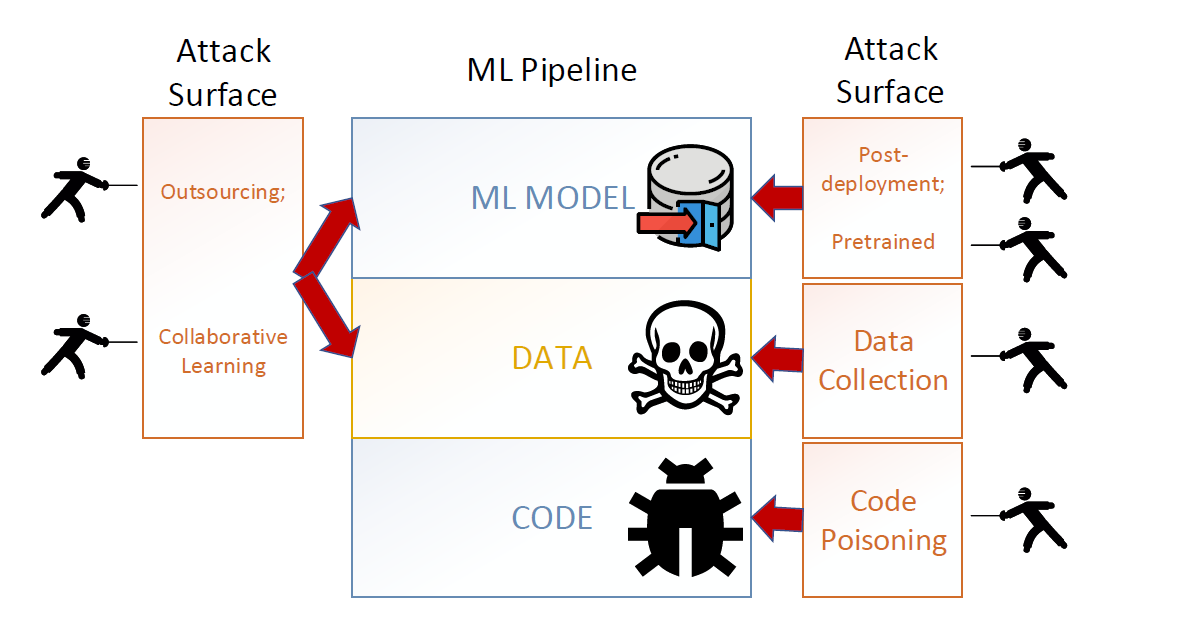 Attack
Surface
Outsourcing;
Collaborative
Learning
ML Pipeline
ML MODEL
DATA
CODE
Attack
Surface
Post-
deployment;
Pretrained
Data
Collection
Code
Poisoning